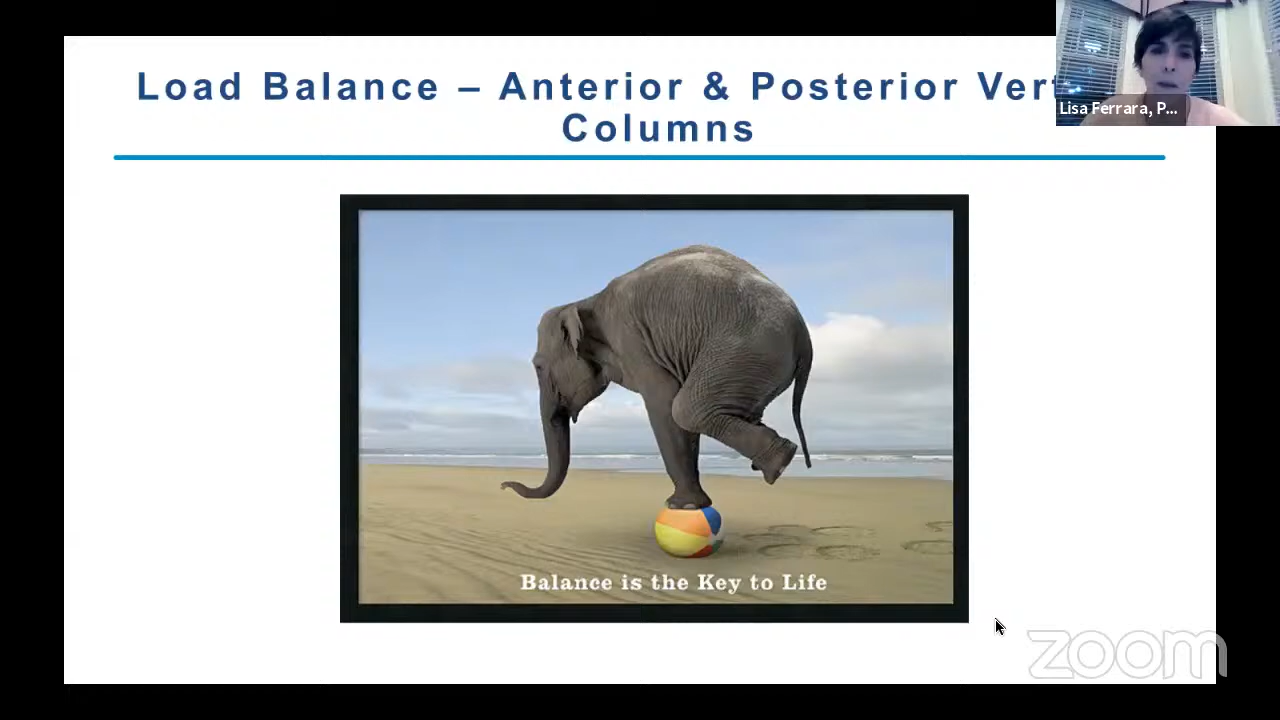 Load Balance – Anterior & Posterior Vert
Columns
Lisa Ferrara, P...
Balance is the Key to Life
zoom